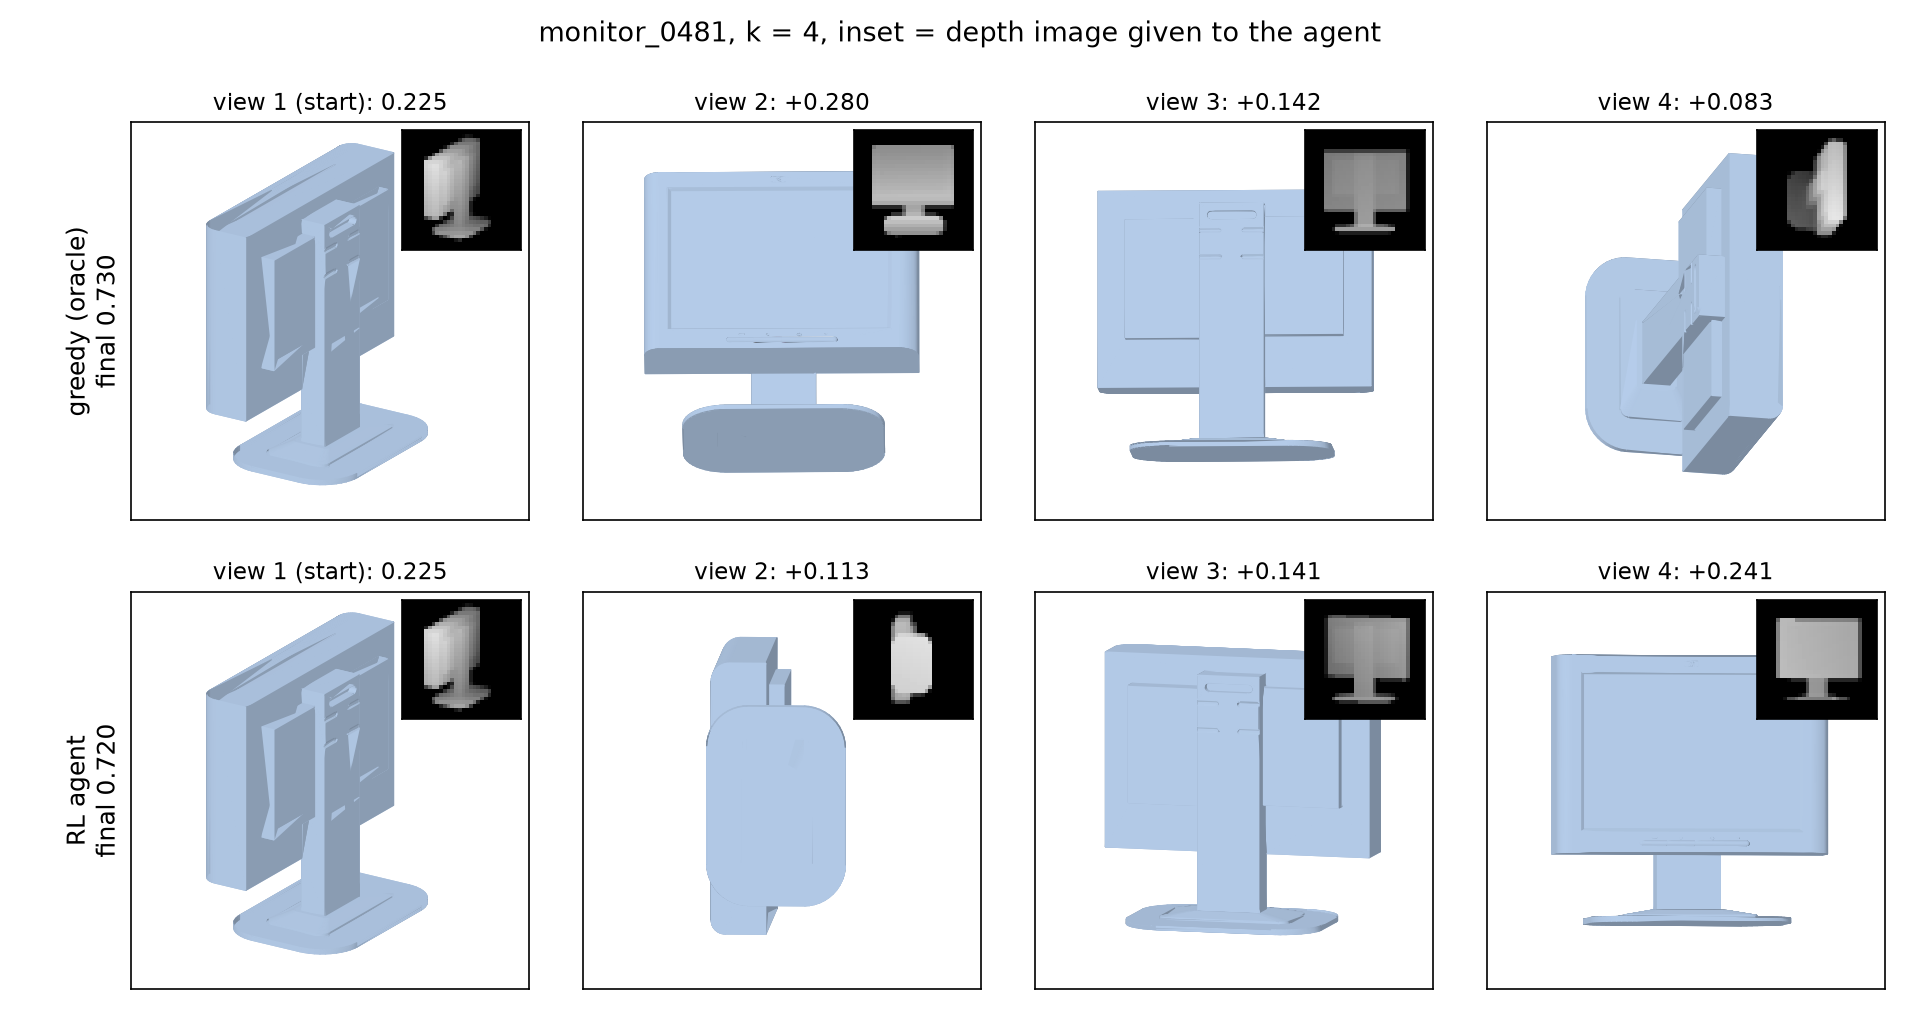 monitor_0481, k = 4, inset = depth image given to the agent
greedy (oracle)
final 0.730
view 1 (start): 0.225
view 2: +0.280
view 3: +0.142
view 4: +0.083
RL agent
final 0.720
view 1 (start): 0.225
view 2: +0.113
view 3: +0.141
view 4: +0.241